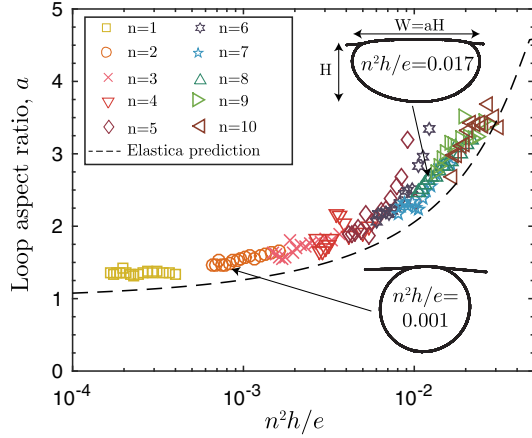 5
4
3
2
1
0
Loop aspect ratio, a
n=1
n=2
n=3
n=4
n=5
n=6
n=7
n=8
n=9
n=10
Elastica prediction
W=aH
H
n²h/e=0.017
n²h/e=
0.001
10⁻⁴
10⁻³
10⁻²
n²h/e